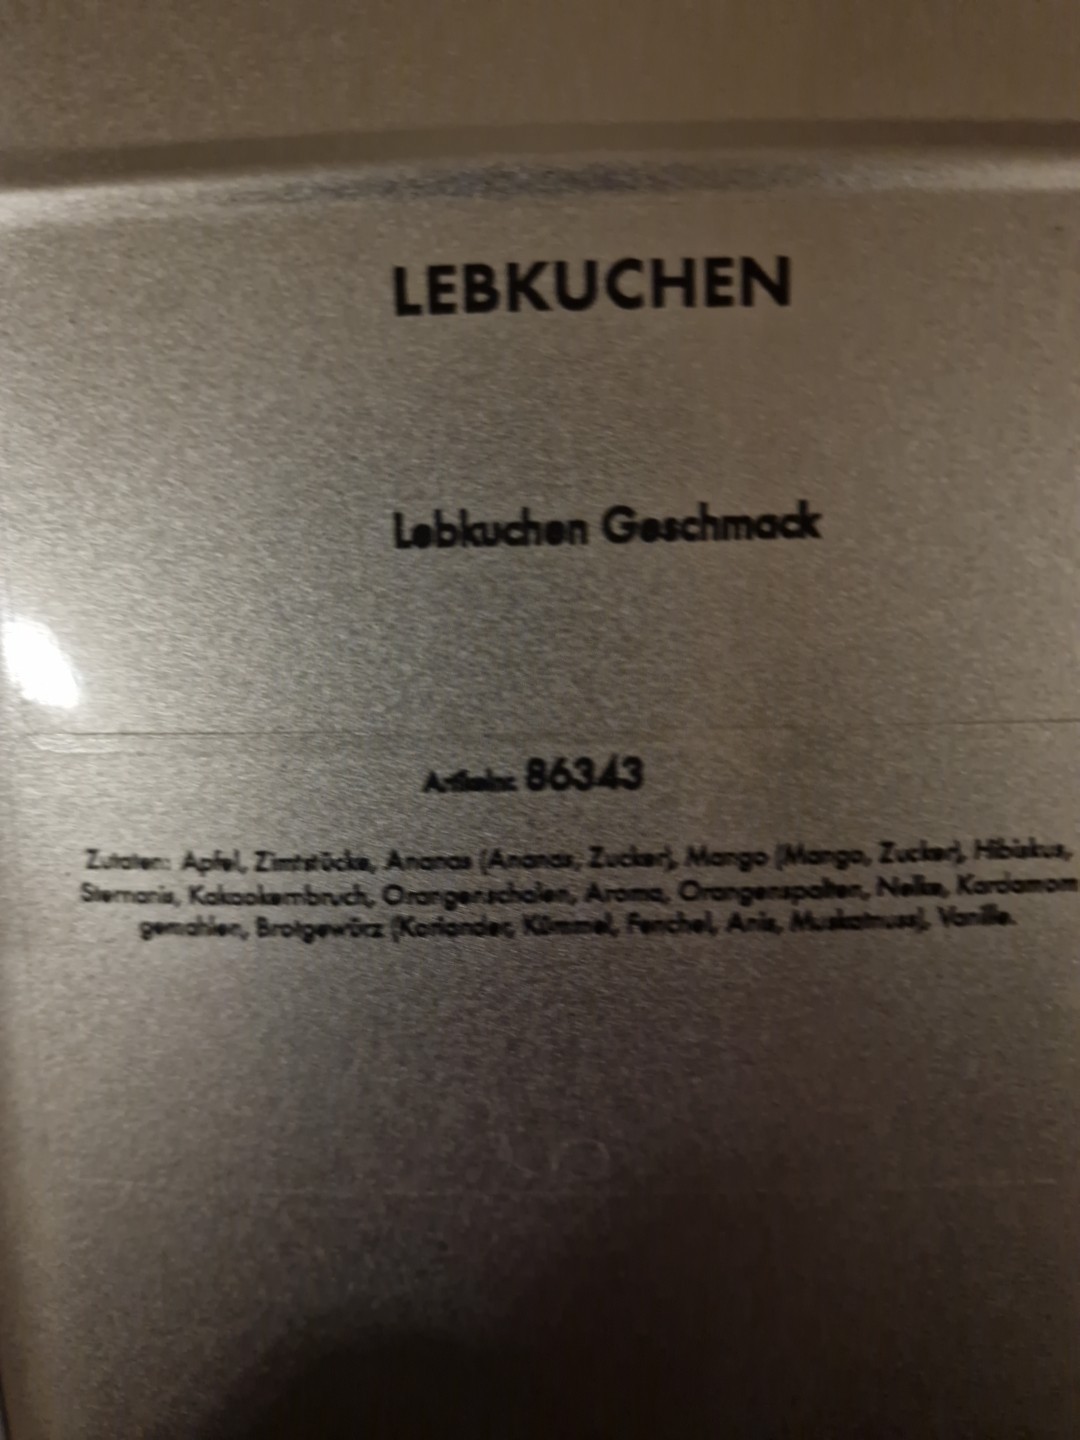 LEBKUCHEN
Lebkuchen Geschmack
Artikelnr. 86343
Zutaten: Apfel, Zimtstücke, Ananas (Ananas, Zucker), Mango (Mango, Zucker), Hibiskus,
Sternanis, Kakaokernbruch, Orangenschalen, Aroma, Orangenspalten, Nelke, Kardamom
gemahlen, Brotgewürz (Koriander, Kümmel, Fenchel, Anis, Muskatnuss), Vanille.